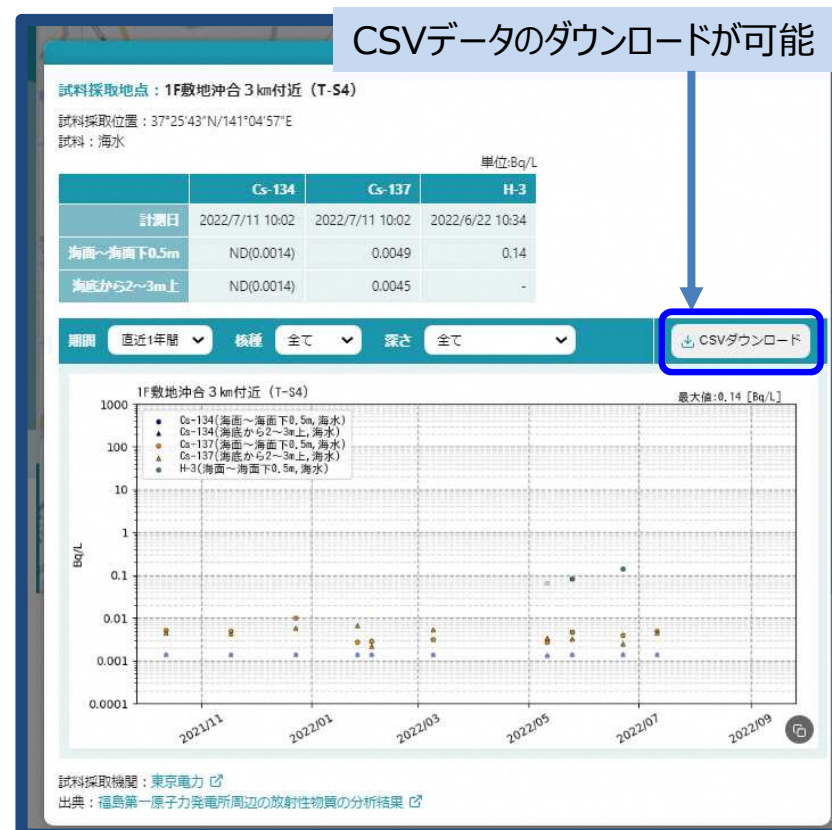 CSVデータのダウンロードが可能
試料採取地点：1F敷地沖合３㎞付近（T-S4）
試料採取位置：37°25'43"N/141°04'57"E
試料：海水
単位:Bq/L
Cs-134 Cs-137 H-3
計測日 2022/7/11 10:02 2022/7/11 10:02 2022/6/22 10:34
海面～海面下0.5m ND(0.0014) 0.0049 0.14
海底から2～3m上 ND(0.0014) 0.0045 -
期間 直近1年間 核種 全て 深さ 全て CSVダウンロード
1F敷地沖合３㎞付近（T-S4）
最大値:0.14 [Bq/L]
Cs-134(海面～海面下0.5m,海水)
Cs-134(海底から2～3m上,海水)
Cs-137(海面～海面下0.5m,海水)
Cs-137(海底から2～3m上,海水)
H-3(海面～海面下0.5m,海水)
Bq/L
1000
100
10
1
0.1
0.01
0.001
0.0001
2021/11 2022/01 2022/03 2022/05 2022/07 2022/09
試料採取機関：東京電力
出典：福島第一原子力発電所周辺の放射性物質の分析結果